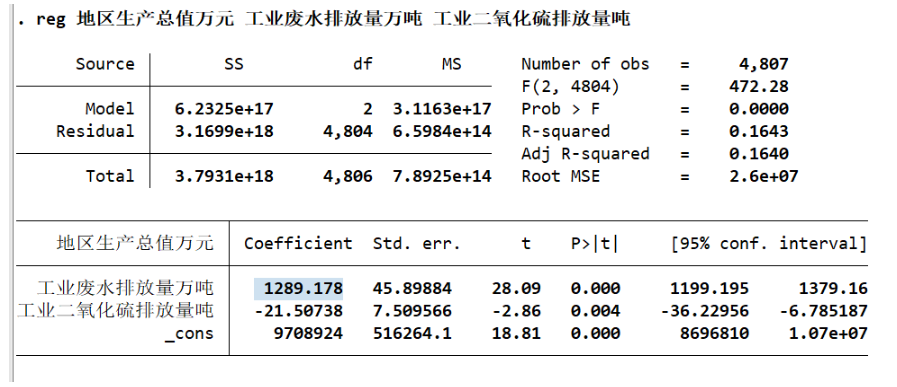 . reg 地区生产总值万元 工业废水排放量万吨 工业二氧化硫排放量吨
Source SS df MS Number of obs = 4,807
F(2, 4804) = 472.28
Model 6.2325e+17 2 3.1163e+17 Prob > F = 0.0000
Residual 3.1699e+18 4,804 6.5984e+14 R-squared = 0.1643
Adj R-squared = 0.1640
Total 3.7931e+18 4,806 7.8925e+14 Root MSE = 2.6e+07
地区生产总值万元 Coefficient Std. err. t P>|t| [95% conf. interval]
工业废水排放量万吨 1289.178 45.89884 28.09 0.000 1199.195 1379.16
工业二氧化硫排放量吨 -21.50738 7.509566 -2.86 0.004 -36.22956 -6.785187
_cons 9708924 516264.1 18.81 0.000 8696810 1.07e+07